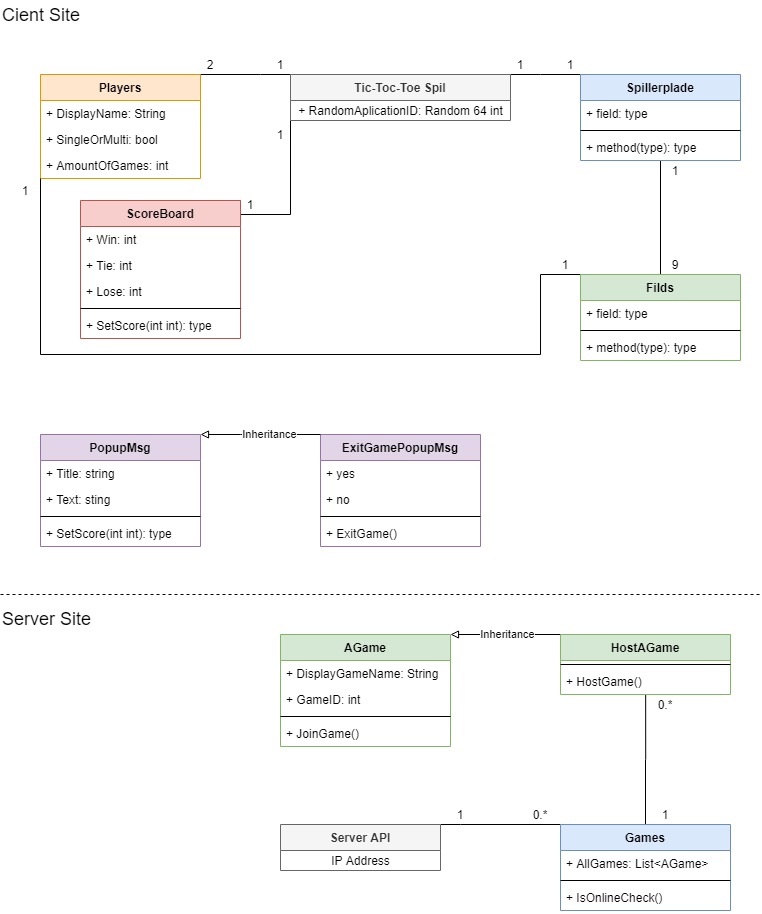 Cient Site
2
1
1
1
Players
+ DisplayName: String
+ SingleOrMulti: bool
+ AmountOfGames: int
Tic-Toc-Toe Spil
+ RandomAplicationID: Random 64 int
Spillerplade
+ field: type
+ method(type): type
1
1
1
1
ScoreBoard
+ Win: int
+ Tie: int
+ Lose: int
+ SetScore(int int): type
1
9
Filds
+ field: type
+ method(type): type
Inheritance
PopupMsg
+ Title: string
+ Text: sting
+ SetScore(int int): type
ExitGamePopupMsg
+ yes
+ no
+ ExitGame()
Server Site
Inheritance
AGame
+ DisplayGameName: String
+ GameID: int
+ JoinGame()
HostAGame
+ HostGame()
0.*
1
0.*
1
Server API
IP Address
Games
+ AllGames: List<AGame>
+ IsOnlineCheck()